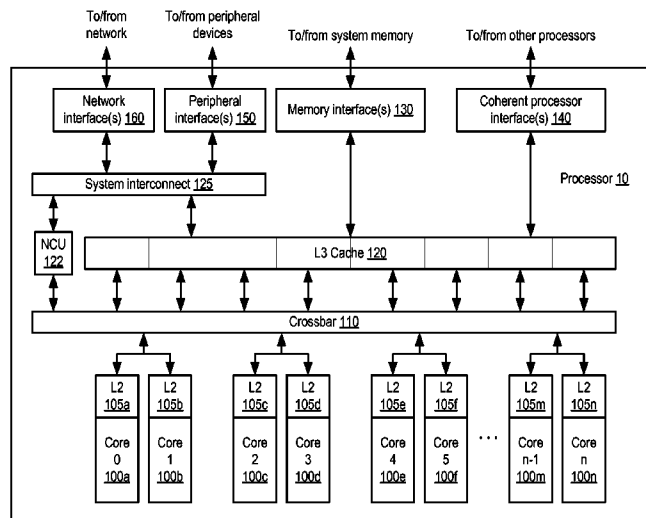 To/from
network
To/from peripheral
devices
To/from system memory
To/from other processors
Network
interface(s) 160
Peripheral
interface(s) 150
Memory interface(s) 130
Coherent processor
interface(s) 140
System interconnect 125
Processor 10
NCU
122
L3 Cache 120
Crossbar 110
L2
105a
L2
105b
L2
105c
L2
105d
L2
105e
L2
105f
L2
105m
L2
105n
Core
0
100a
Core
1
100b
Core
2
100c
Core
3
100d
Core
4
100e
Core
5
100f
...
Core
n-1
100m
Core
n
100n